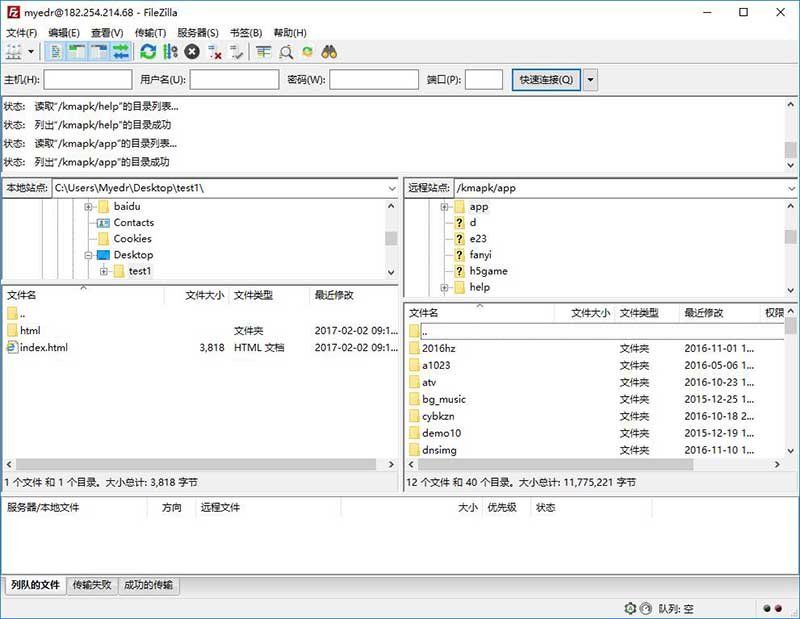 myedr@182.254.214.68 - FileZilla
文件(F) 编辑(E) 查看(V) 传输(T) 服务器(S) 书签(B) 帮助(H)
主机(H): 用户名(U): 密码(W): 端口(P): 快速连接(Q)
状态: 读取“/kmapk/help”的目录列表...
状态: 列出“/kmapk/help”的目录成功
状态: 读取“/kmapk/app”的目录列表...
状态: 列出“/kmapk/app”的目录成功
本地站点: C:\Users\Myedr\Desktop\test1\
baidu
Contacts
Cookies
Desktop
test1
文件名 文件大小 文件类型 最近修改
..
html 文件夹 2017-02-02 09:1...
index.html 3,818 HTML 文档 2017-02-02 09:1...
1 个文件 和 1 个目录。大小总计: 3,818 字节
远程站点: /kmapk/app
app
d
e23
fanyi
h5game
help
文件名 文件大小 文件类型 最近修改 权限
..
2016hz 文件夹 2016-11-01 1...
a1023 文件夹 2016-05-06 1...
atv 文件夹 2016-10-23 1...
bg_music 文件夹 2015-12-25 1...
cybkzn 文件夹 2016-10-18 2...
demo10 文件夹 2015-12-19 1...
dnsimg 文件夹 2016-11-10 1...
12 个文件 和 40 个目录。大小总计: 11,775,221 字节
服务器/本地文件 方向 远程文件 大小 优先级 状态
列队的文件 传输失败 成功的传输
队列: 空